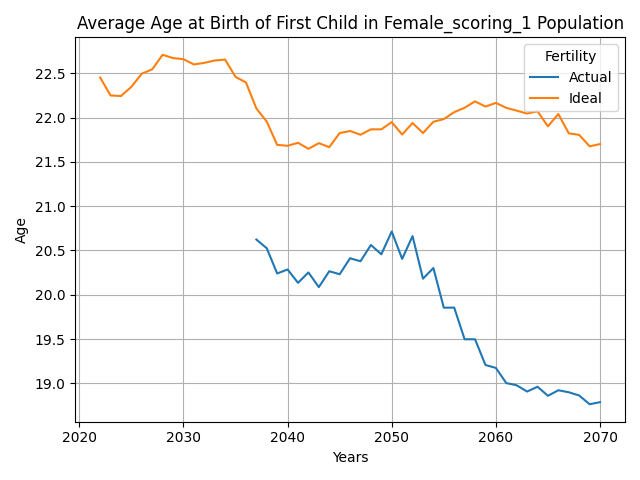 Average Age at Birth of First Child in Female_scoring_1 Population
Fertility
Actual
Ideal
22.5
22.0
21.5
21.0
20.5
20.0
19.5
19.0
Age
2020 2030 2040 2050 2060 2070
Years